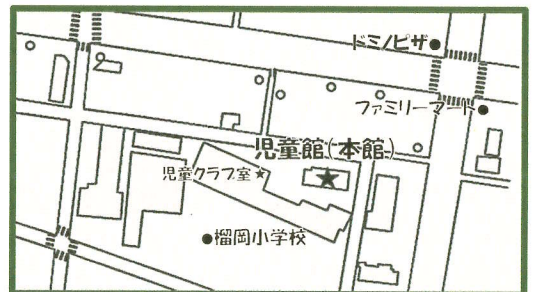 ドミノピザ
ファミリーマート
児童館(本館)
児童クラブ室
榴岡小学校